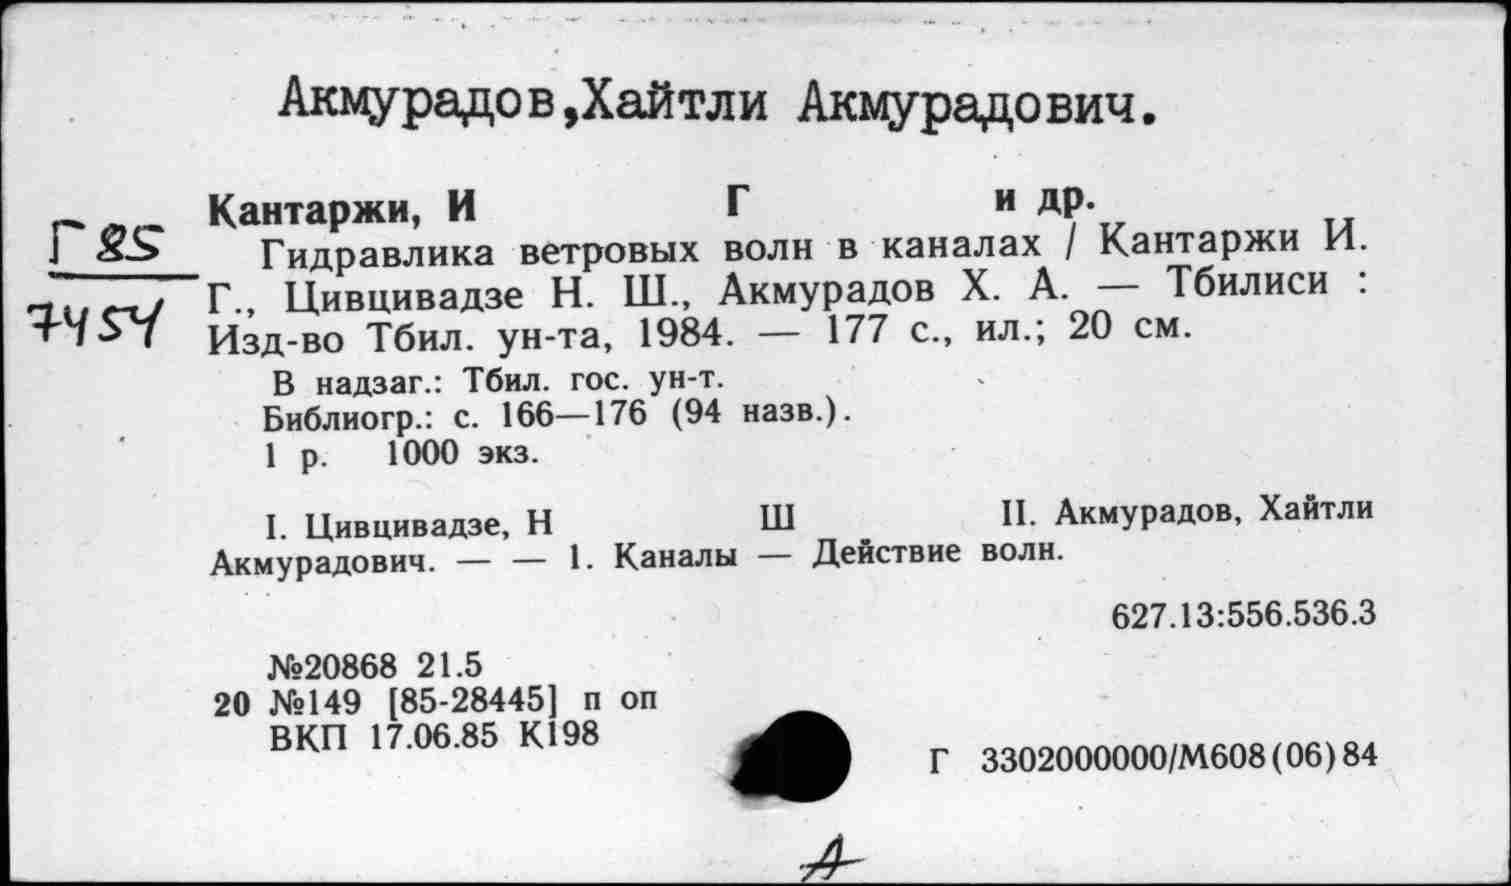 Акмурадов,Хайтли Акмурадович.
Кантаржи, И Г и др.
Г 85
7454
Гидравлика ветровых волн в каналах / Кантаржи И.
Г., Цивцивадзе Н. Ш., Акмурадов Х. А. — Тбилиси :
Изд-во Тбил. ун-та, 1984. — 177 с., ил.; 20 см.
В надзаг.: Тбил. гос. ун-т.
Библиогр.: с. 166—176 (94 назв.).
1 р. 1000 экз.
I. Цивцивадзе, Н Ш II. Акмурадов, Хайтли
Акмурадович. — — 1. Каналы — Действие волн.
627.13:556.536.3
№20868 21.5
20 №149 [85-28445] п оп
ВКП 17.06.85 К198
Г 3302000000/М608(06)84
А